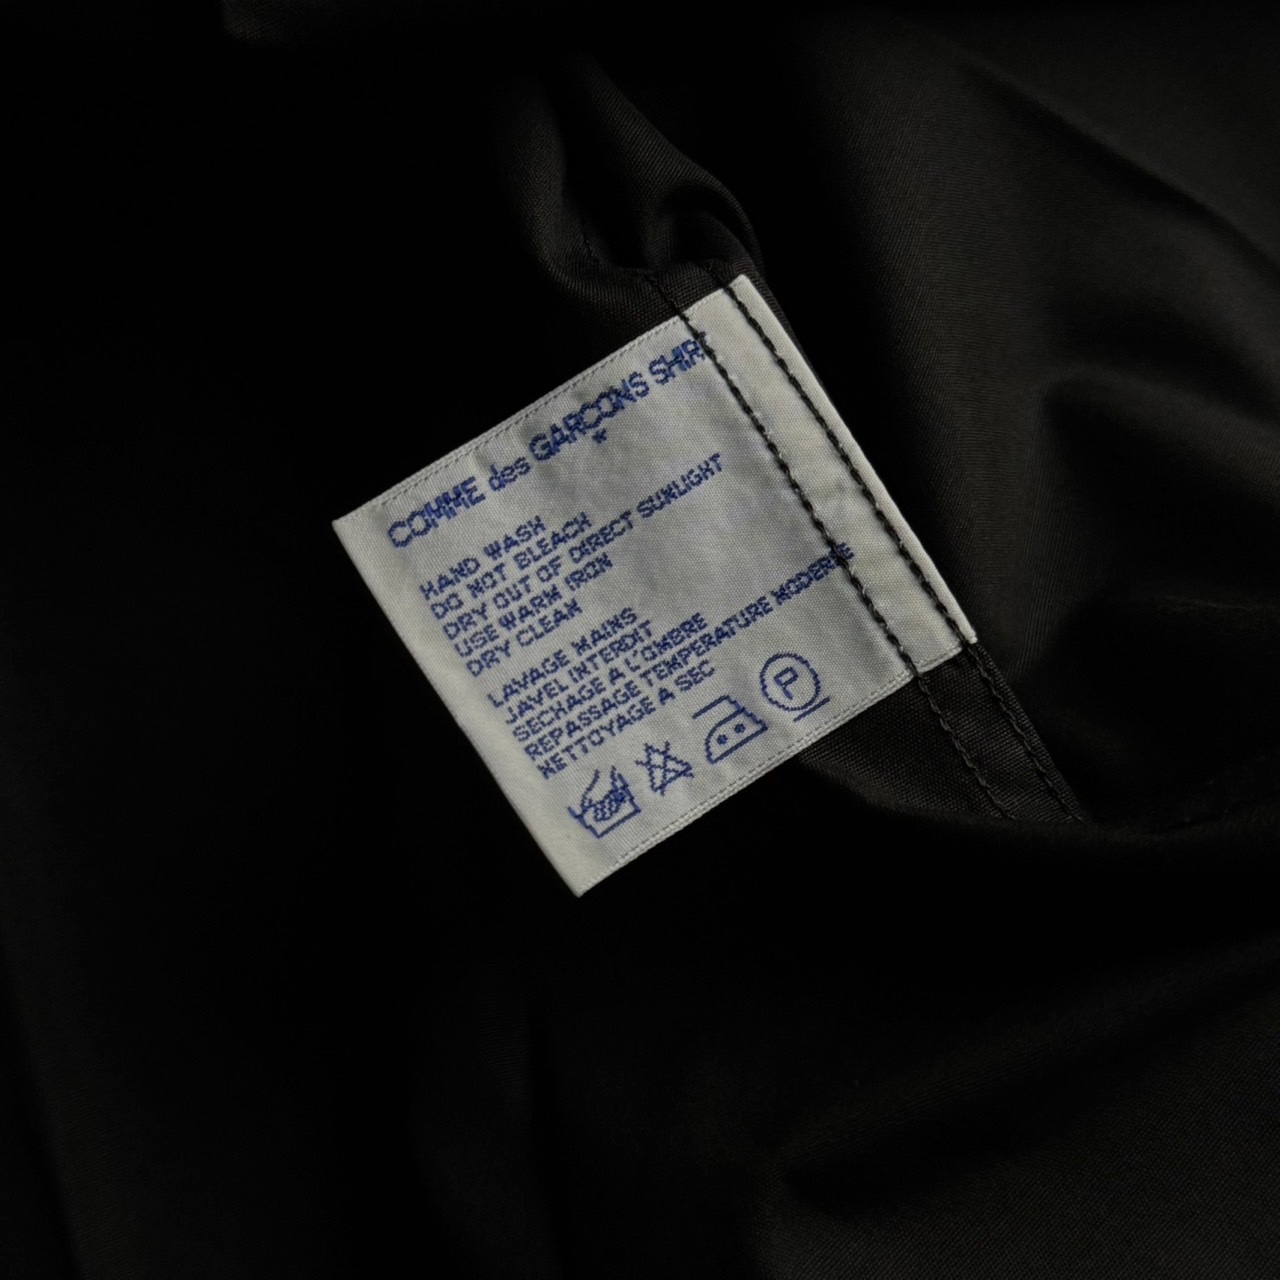 COMME des GARÇONS SHIRT
*
HAND WASH
DO NOT BLEACH
DRY OUT OF DIRECT SUNLIGHT
USE WARM IRON
DRY CLEAN
LAVAGE MAINS
JAVEL INTERDIT
SECHAGE A L'OMBRE
REPASSAGE TEMPERATURE MODEREE
NETTOYAGE A SEC
P